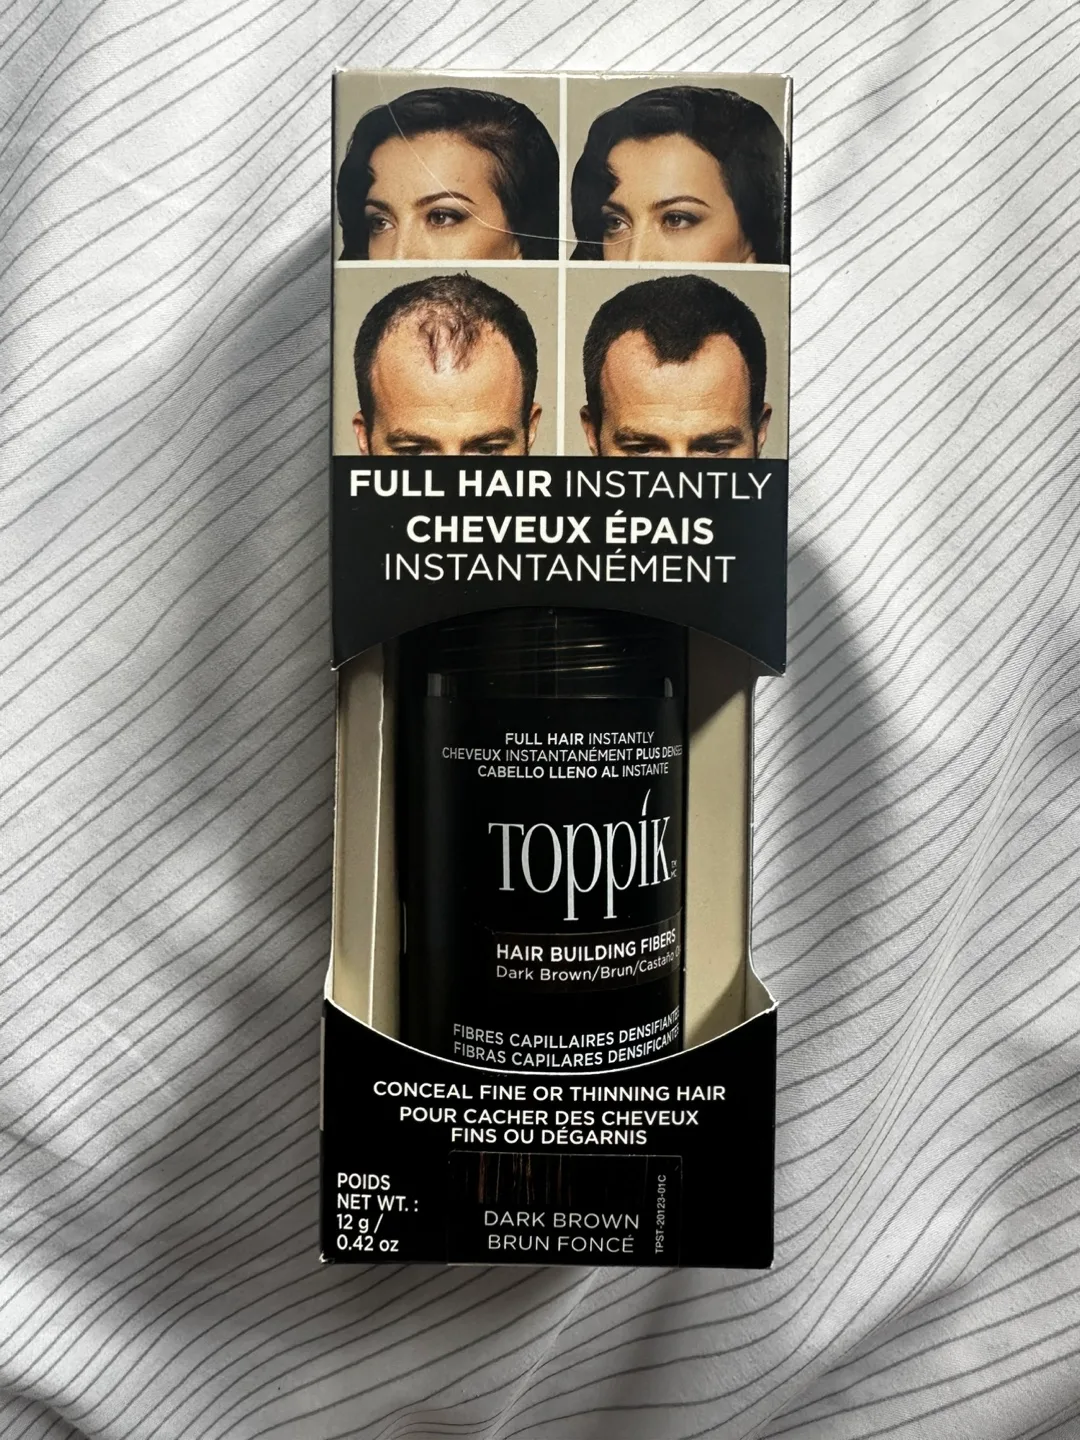 FULL HAIR INSTANTLY
CHEVEUX ÉPAIS
INSTANTANÉMENT
FULL HAIR INSTANTLY
CHEVEUX INSTANTANÉMENT PLUS DENSES
CABELLO LLENO AL INSTANTE
Toppik
HAIR BUILDING FIBERS
Dark Brown/Brun/Castaño
FIBRES CAPILLAIRES DENSIFIANTES
FIBRAS CAPILARES DENSIFICANTES
CONCEAL FINE OR THINNING HAIR
POUR CACHER DES CHEVEUX
FINS OU DÉGARNIS
POIDS
NET WT. :
12 g /
0.42 oz
DARK BROWN
BRUN FONCÉ
TPST-20123-01C